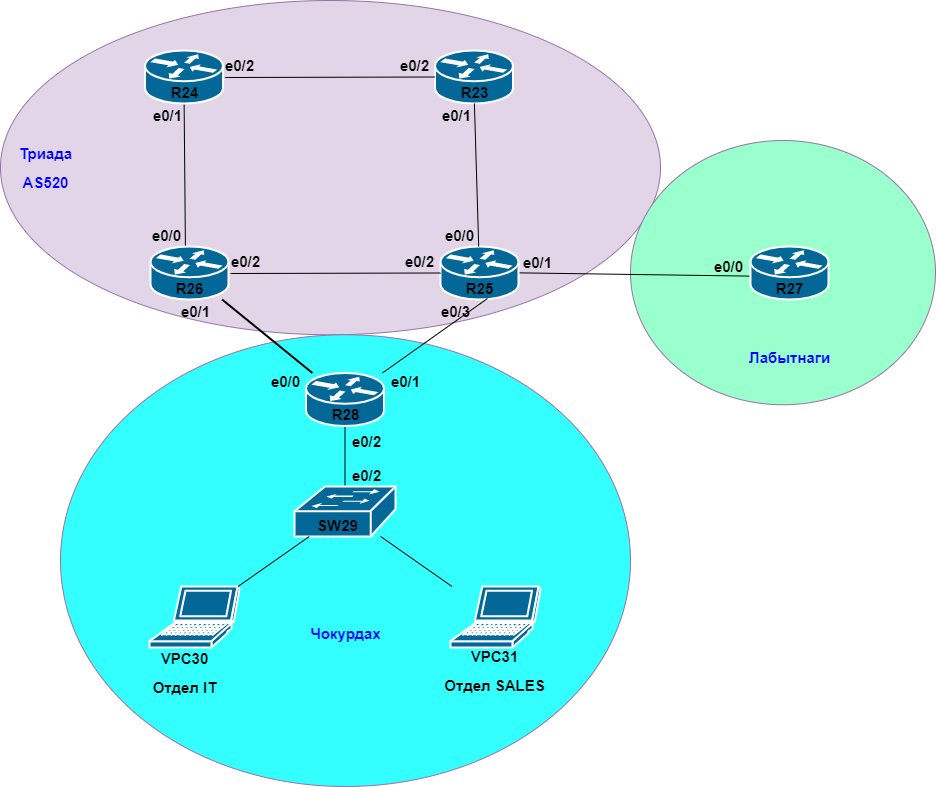 e0/2
e0/2
R24
R23
e0/1
e0/1
Триада
AS520
e0/0
e0/0
e0/2
e0/2
e0/1
e0/0
R26
R25
R27
e0/1
e0/3
Лабытнаги
e0/0
e0/1
R28
e0/2
e0/2
SW29
Чокурдах
VPC30
VPC31
Отдел IT
Отдел SALES